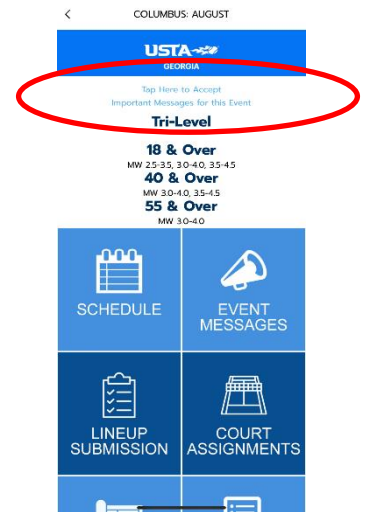 COLUMBUS: AUGUST
USTA
GEORGIA
Tap Here to Accept
Important Messages for this Event
Tri-Level
18 & Over
MW 2.5-3.5, 3.0-4.0, 3.5-4.5
40 & Over
MW 3.0-4.0, 3.5-4.5
55 & Over
MW 3.0-4.0
SCHEDULE
EVENT
MESSAGES
LINEUP
SUBMISSION
COURT
ASSIGNMENTS